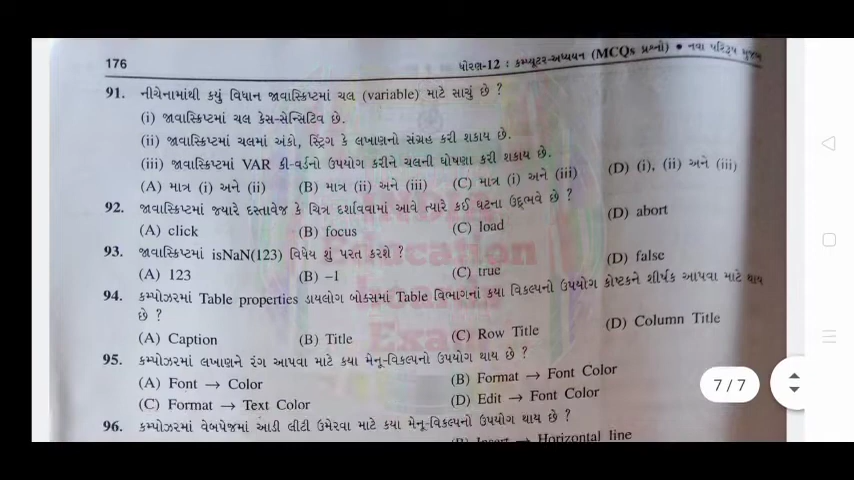 176
ધોરણ-12 : કમ્પ્યૂટર-અધ્યયન (MCQs પ્રશ્નો) • નવા પરિરૂપ મુજબ
91. નીચેનામાંથી કયું વિધાન જાવાસ્ક્રિપ્ટમાં ચલ (variable) માટે સાચું છે ?
(i) જાવાસ્ક્રિપ્ટમાં ચલ કેસ-સેન્સિટિવ છે.
(ii) જાવાસ્ક્રિપ્ટમાં ચલમાં અંકો, સ્ટ્રિંગ કે લખાણનો સંગ્રહ કરી શકાય છે.
(iii) જાવાસ્ક્રિપ્ટમાં VAR કી-વર્ડનો ઉપયોગ કરીને ચલની ઘોષણા કરી શકાય છે.
(A) માત્ર (i) અને (ii) (B) માત્ર (ii) અને (iii) (C) માત્ર (i) અને (iii) (D) (i), (ii) અને (iii)
92. જાવાસ્ક્રિપ્ટમાં જ્યારે દસ્તાવેજ કે ચિત્ર દર્શાવવામાં આવે ત્યારે કઈ ઘટના ઉદ્ભવે છે ?
(A) click (B) focus (C) load (D) abort
93. જાવાસ્ક્રિપ્ટમાં isNaN(123) વિધેય શું પરત કરશે ?
(A) 123 (B) –1 (C) true (D) false
94. કમ્પોઝરમાં Table properties ડાયલોગ બોક્સમાં Table વિભાગનાં કયા વિકલ્પનો ઉપયોગ કોષ્ટકને શીર્ષક આપવા માટે થાય
છે ?
(A) Caption (B) Title (C) Row Title (D) Column Title
95. કમ્પોઝરમાં લખાણને રંગ આપવા માટે કયા મેનૂ-વિકલ્પનો ઉપયોગ થાય છે ?
(A) Font → Color (B) Format → Font Color
(C) Format → Text Color (D) Edit → Font Color
96. કમ્પોઝરમાં વેબપેજમાં આડી લીટી ઉમેરવા માટે કયા મેનૂ-વિકલ્પનો ઉપયોગ થાય છે ?
(B) Insert → Horizontal line
Education
boards
Exam
7 / 7